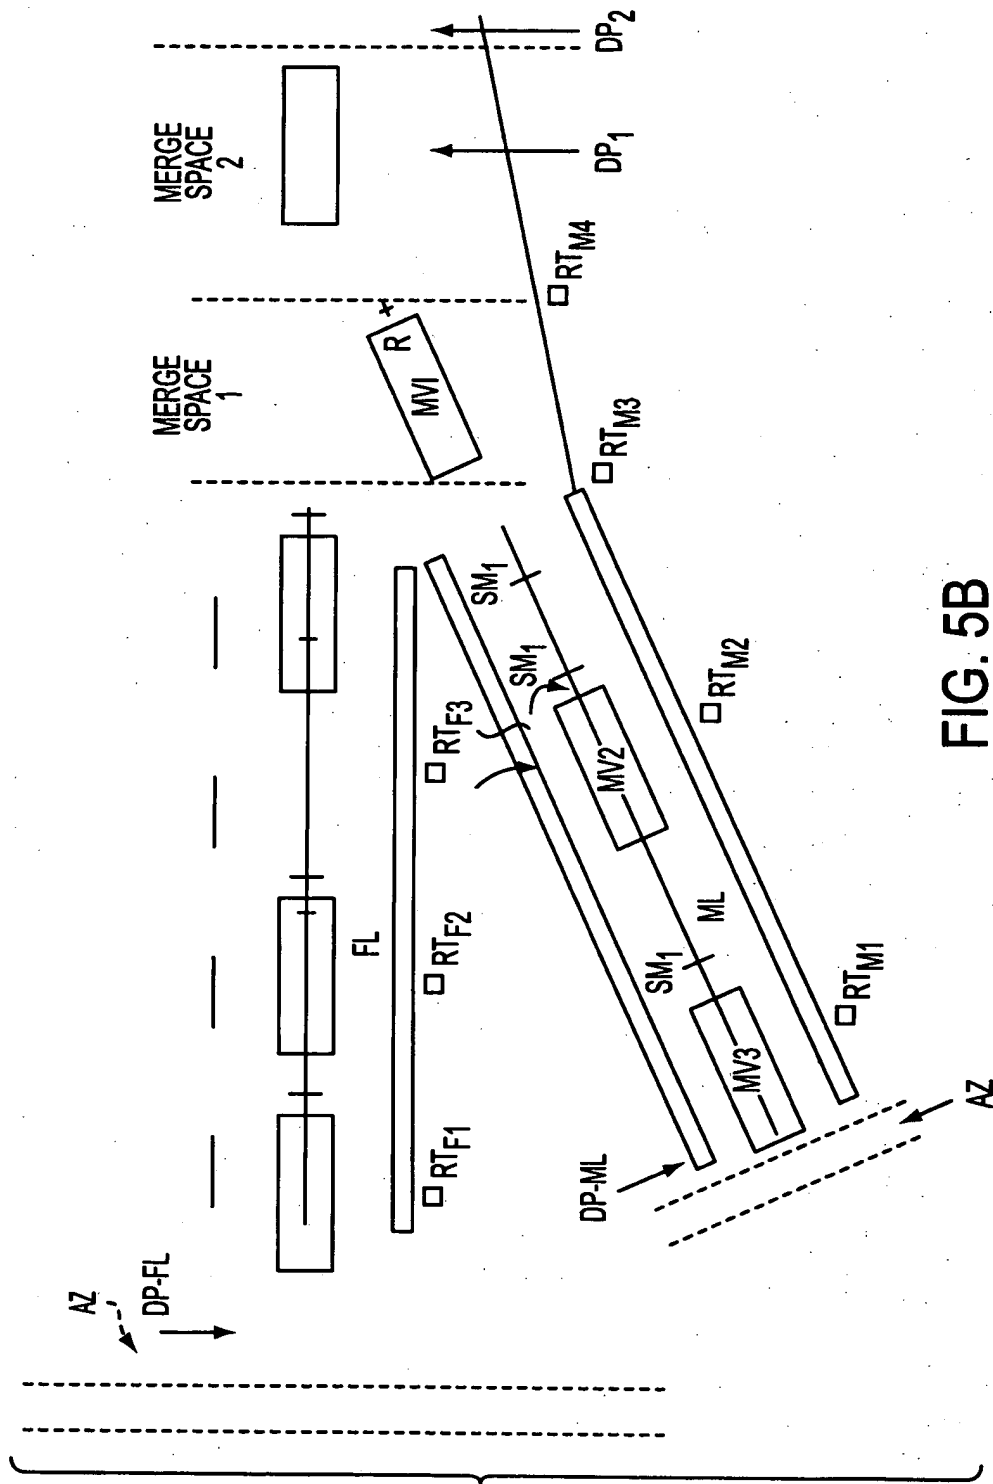 MERGE
SPACE
1
MERGE
SPACE
2
AZ
DP-FL
FL
MVI
R
RTF1
RTF2
RTF3
SM1
SM1
SM1
MV2
MV3
ML
DP-ML
AZ
RTM1
RTM2
RTM3
RTM4
DP1
DP2
FIG. 5B